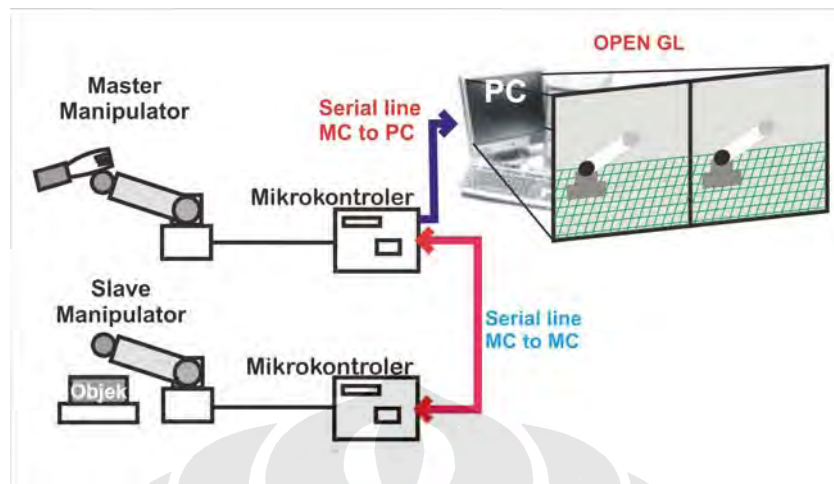 OPEN GL
Master
Manipulator
PC
Serial line
MC to PC
Mikrokontroler
Slave
Manipulator
Serial line
MC to MC
Mikrokontroler
Objek